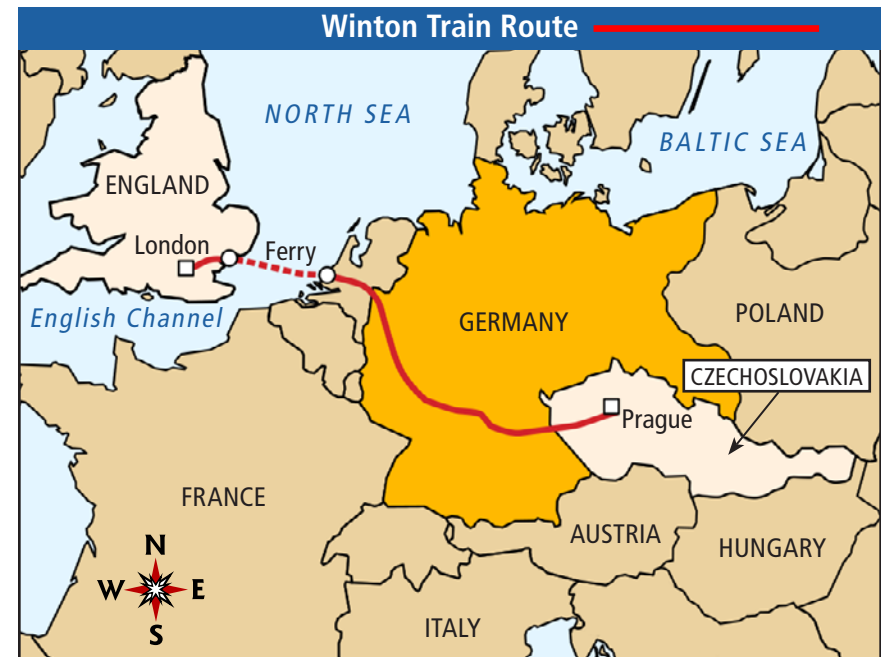 Winton Train Route
NORTH SEA
BALTIC SEA
ENGLAND
London
Ferry
English Channel
GERMANY
POLAND
CZECHOSLOVAKIA
Prague
FRANCE
AUSTRIA
HUNGARY
ITALY
N
W E
S